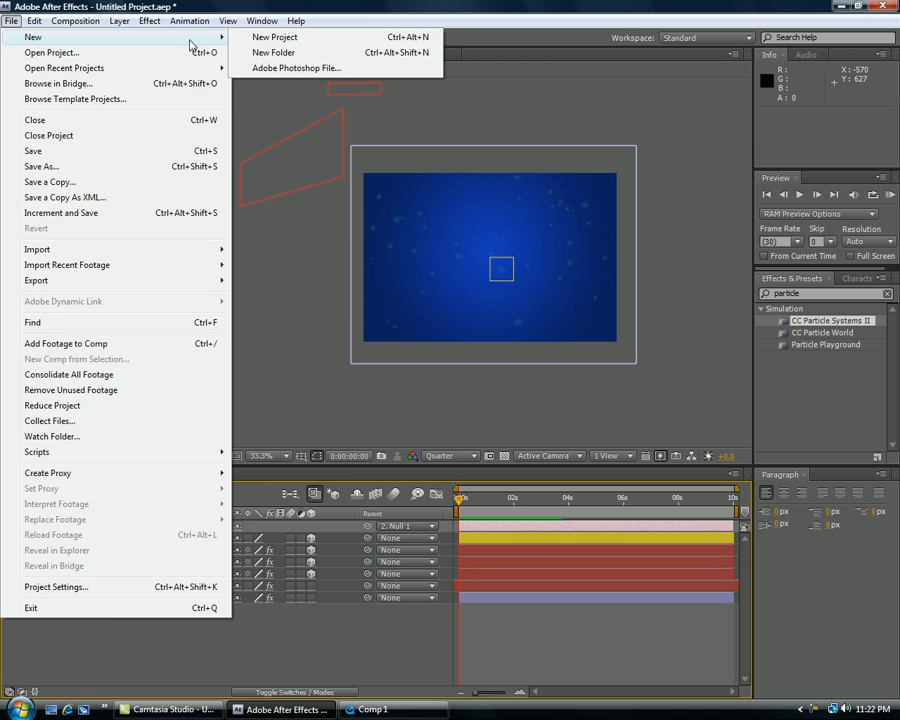 Adobe After Effects - Untitled Project.aep *
File Edit Composition Layer Effect Animation View Window Help
New
Open Project... Ctrl+O
Open Recent Projects
Browse in Bridge... Ctrl+Alt+Shift+O
Browse Template Projects...
Close Ctrl+W
Close Project
Save Ctrl+S
Save As... Ctrl+Shift+S
Save a Copy...
Save a Copy As XML...
Increment and Save Ctrl+Alt+Shift+S
Revert
Import
Import Recent Footage
Export
Adobe Dynamic Link
Find Ctrl+F
Add Footage to Comp Ctrl+/
New Comp from Selection...
Consolidate All Footage
Remove Unused Footage
Reduce Project
Collect Files...
Watch Folder...
Scripts
Create Proxy
Set Proxy
Interpret Footage
Replace Footage
Reload Footage Ctrl+Alt+L
Reveal in Explorer
Reveal in Bridge
Project Settings... Ctrl+Alt+Shift+K
Exit Ctrl+Q
New Project Ctrl+Alt+N
New Folder Ctrl+Alt+Shift+N
Adobe Photoshop File...
Workspace: Standard
Search Help
Info
R: X: -570
G: Y: 627
B:
A: 0
Preview
RAM Preview Options
Frame Rate Skip Resolution
(30) 0 Auto
From Current Time Full Screen
Effects & Presets Characte
particle
Simulation
CC Particle Systems II
CC Particle World
Particle Playground
33.3% 0:00:00:00 Quarter Active Camera 1 View +0.0
Paragraph
0 px 0 px 0 px
0 px 0 px
02s 04s 06s 08s 10s
Parent
2. Null 1
None
None
None
None
None
None
Toggle Switches / Modes
Camtasia Studio - U...
Adobe After Effects ...
Comp 1
11:22 PM